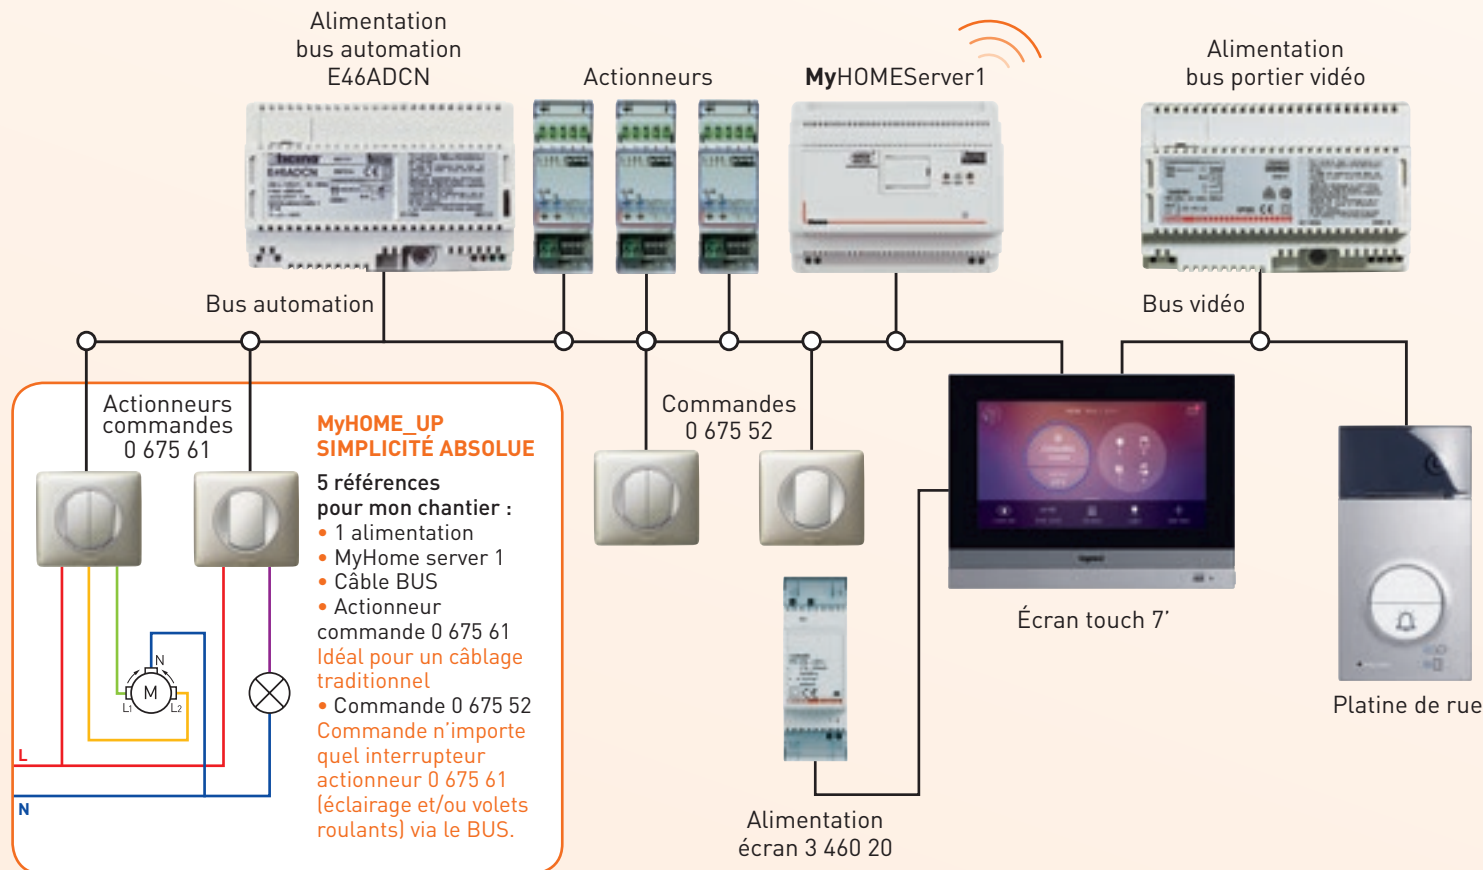 Alimentation
bus automation
E46ADCN
Actionneurs
MyHOMEServer1
Alimentation
bus portier vidéo
E46ADCN
Bus automation
Bus vidéo
Actionneurs
commandes
0 675 61
MyHOME_UP
SIMPLICITÉ ABSOLUE
5 références
pour mon chantier :
• 1 alimentation
• MyHome server 1
• Câble BUS
• Actionneur
commande 0 675 61
Idéal pour un câblage
traditionnel
• Commande 0 675 52
Commande n'importe
quel interrupteur
actionneur 0 675 61
(éclairage et/ou volets
roulants) via le BUS.
N
M
L1
L2
L
N
Commandes
0 675 52
Écran touch 7'
Platine de rue
Alimentation
écran 3 460 20